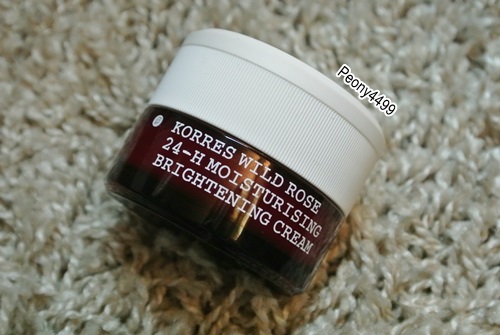 Peony4499
KORRES WILD ROSE
24-H MOISTURISING
BRIGHTENING CREAM